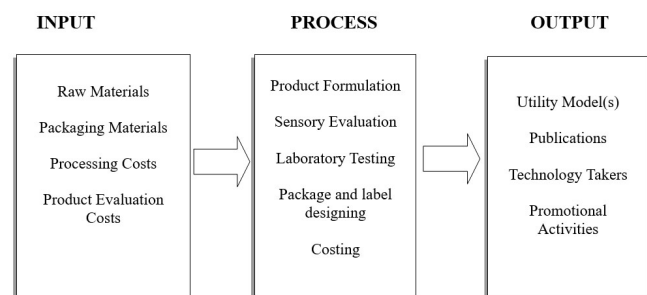 INPUT
PROCESS
OUTPUT
Raw Materials
Packaging Materials
Processing Costs
Product Evaluation
Costs
Product Formulation
Sensory Evaluation
Laboratory Testing
Package and label
designing
Costing
Utility Model(s)
Publications
Technology Takers
Promotional
Activities